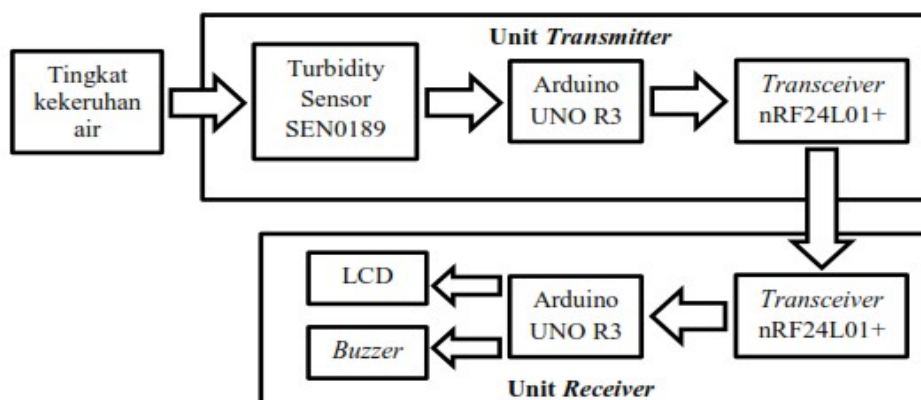 Unit Transmitter
Tingkat
kekeruhan
air
Turbidity
Sensor
SEN0189
Arduino
UNO R3
Transceiver
nRF24L01+
LCD
Buzzer
Arduino
UNO R3
Transceiver
nRF24L01+
Unit Receiver